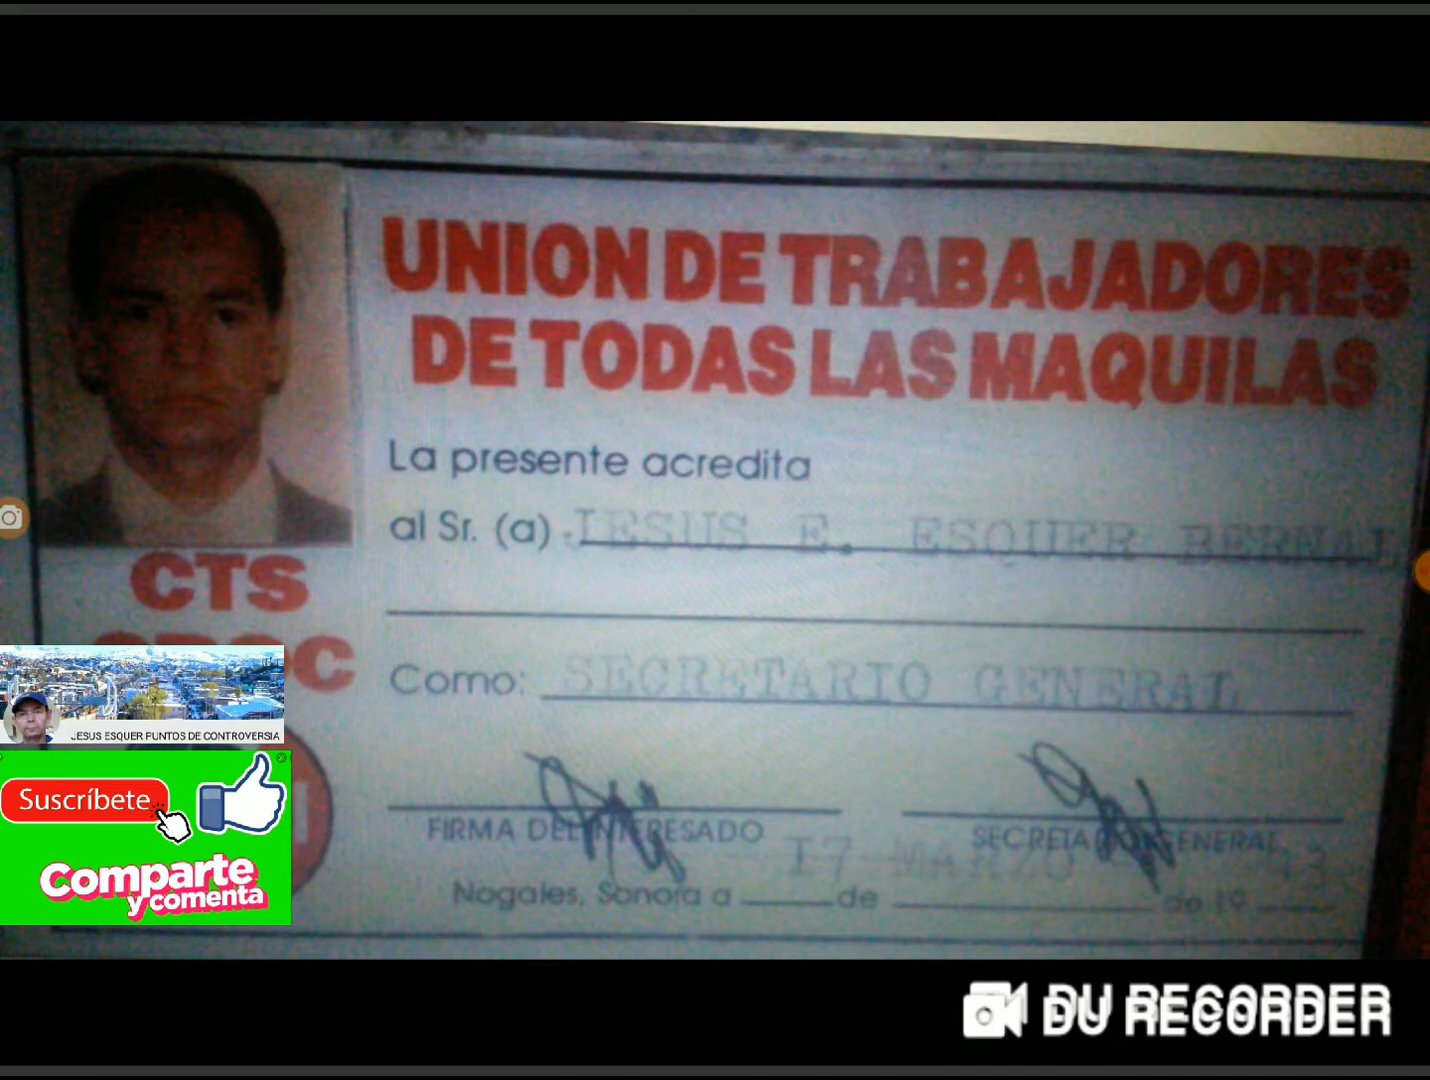 UNION DE TRABAJADORES
DE TODAS LAS MAQUILAS
La presente acredita
al Sr. (a) JESUS E. ESQUER BERNAL
CTS
C
Como: SECRETARIO GENERAL
JESUS ESQUER PUNTOS DE CONTROVERSIA
Suscríbete
Comparte
y comenta
FIRMA DEL INTERESADO
SECRETARIO GENERAL
17 MARZO
Nogales, Sonora a de de 19
DU RECORDER
DU RECORDER